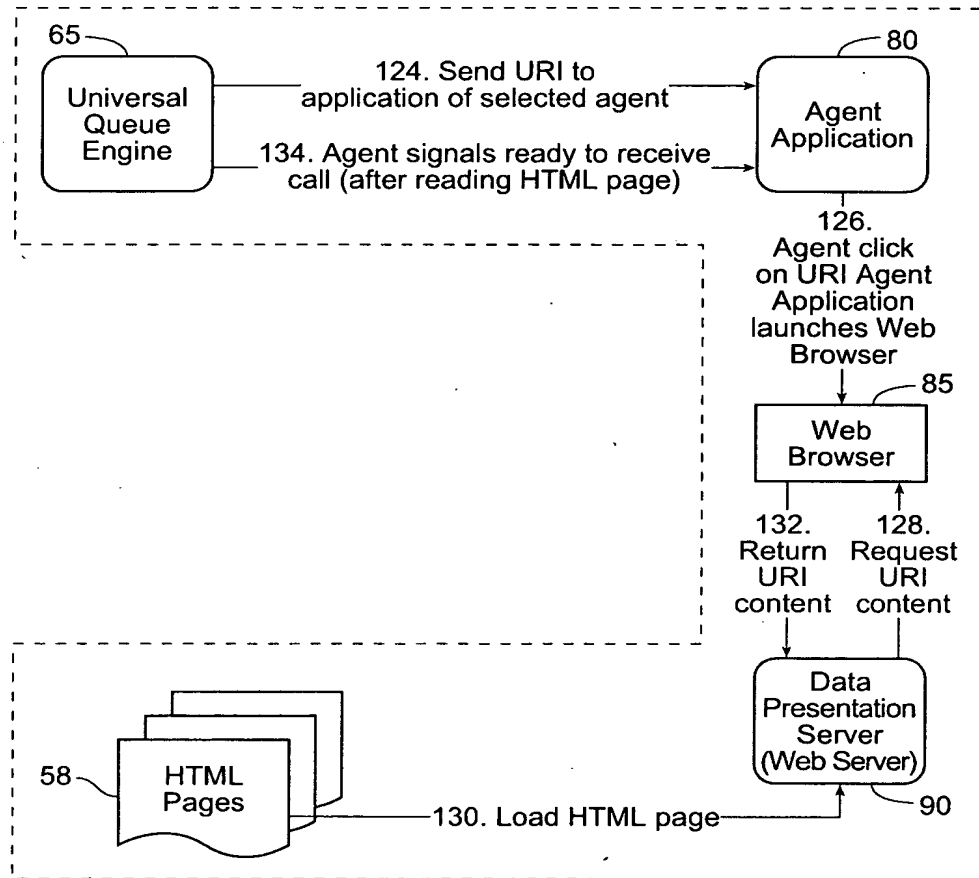 65
Universal
Queue
Engine
124. Send URI to
application of selected agent
134. Agent signals ready to receive
call (after reading HTML page)
80
Agent
Application
126.
Agent click
on URI Agent
Application
launches Web
Browser
85
Web
Browser
132.
Return
URI
content
128.
Request
URI
content
Data
Presentation
Server
(Web Server)
90
58
HTML
Pages
130. Load HTML page